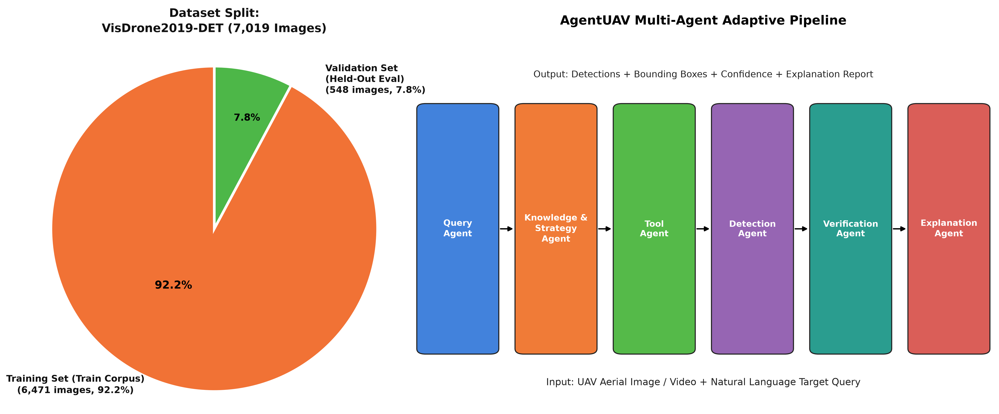 Dataset Split:
VisDrone2019-DET (7,019 Images)
Validation Set
(Held-Out Eval)
(548 images, 7.8%)
7.8%
92.2%
Training Set (Train Corpus)
(6,471 images, 92.2%)
AgentUAV Multi-Agent Adaptive Pipeline
Output: Detections + Bounding Boxes + Confidence + Explanation Report
Query
Agent
Knowledge &
Strategy
Agent
Tool
Agent
Detection
Agent
Verification
Agent
Explanation
Agent
Input: UAV Aerial Image / Video + Natural Language Target Query